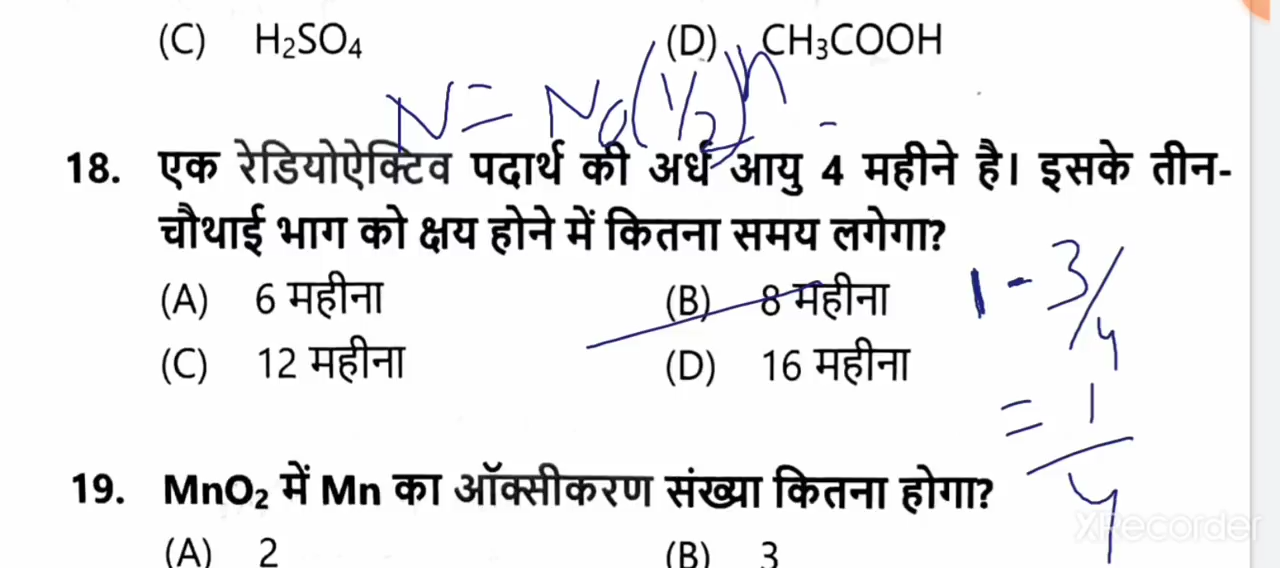 (C) H₂SO₄ (D) CH₃COOH
N = N₀(1/2)ⁿ
18. एक रेडियोऐक्टिव पदार्थ की अर्ध आयु 4 महीने है। इसके तीन-
चौथाई भाग को क्षय होने में कितना समय लगेगा?
(A) 6 महीना (B) 8 महीना
(C) 12 महीना (D) 16 महीना
1 - 3/4
= 1/4
19. MnO₂ में Mn का ऑक्सीकरण संख्या कितना होगा?
(A) 2 (B) 3
XRecorder